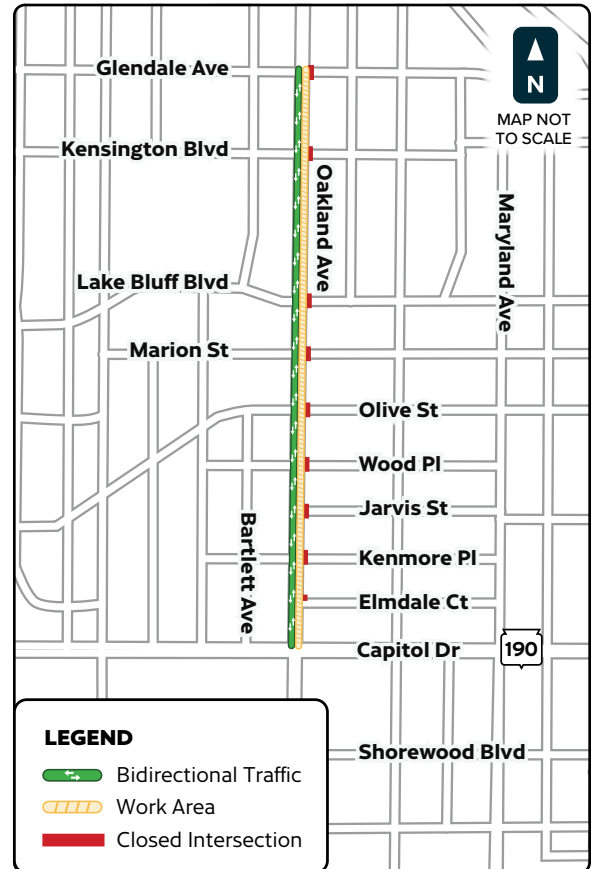 Glendale Ave
N
MAP NOT
TO SCALE
Kensington Blvd
Oakland Ave
Maryland Ave
Lake Bluff Blvd
Marion St
Olive St
Wood Pl
Jarvis St
Bartlett Ave
Kenmore Pl
Elmdale Ct
Capitol Dr
190
Shorewood Blvd
LEGEND
Bidirectional Traffic
Work Area
Closed Intersection